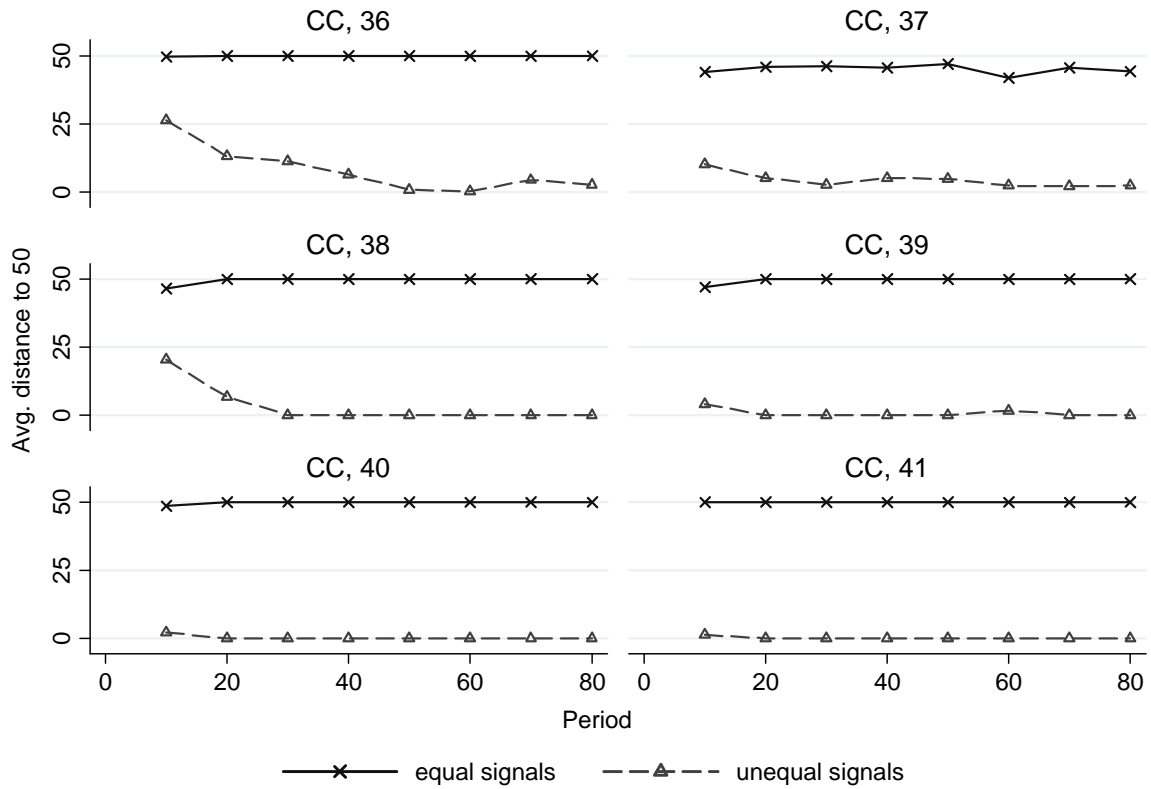 CC, 36
CC, 37
50
25
0
CC, 38
CC, 39
50
25
0
Avg. distance to 50
CC, 40
CC, 41
50
25
0
0 20 40 60 80
0 20 40 60 80
Period
equal signals
unequal signals